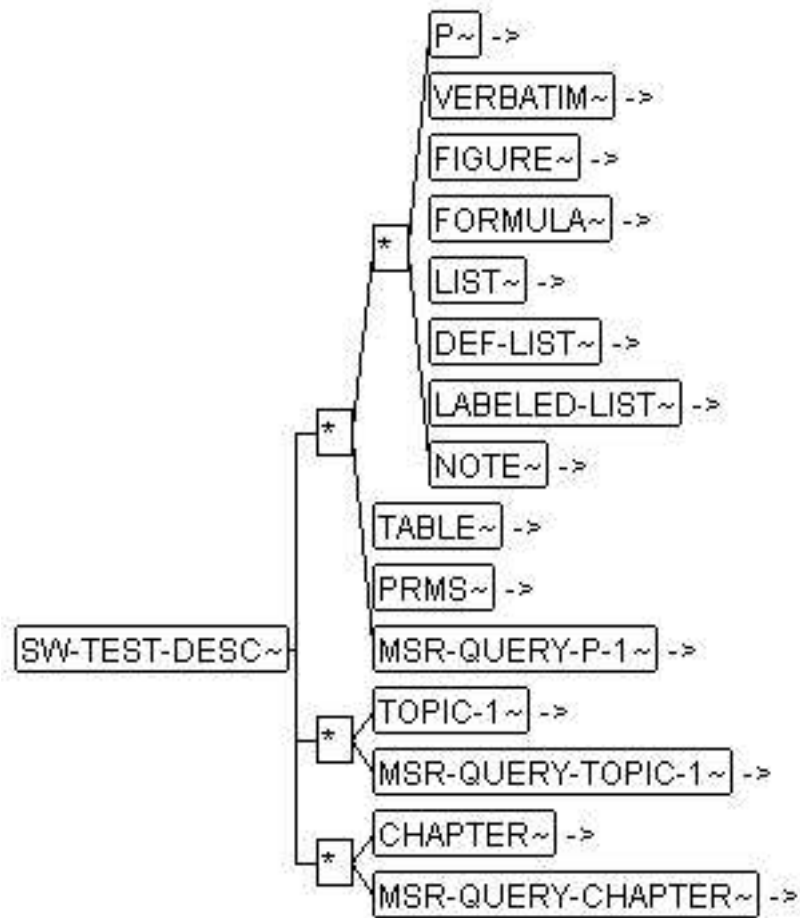 P~ ->
VERBATIM~ ->
FIGURE~ ->
FORMULA~ ->
*
LIST~ ->
DEF-LIST~ ->
LABELED-LIST~ ->
*
NOTE~ ->
TABLE~ ->
PRMS~ ->
SW-TEST-DESC~
MSR-QUERY-P-1~ ->
TOPIC-1~ ->
*
MSR-QUERY-TOPIC-1~ ->
CHAPTER~ ->
*
MSR-QUERY-CHAPTER~ ->